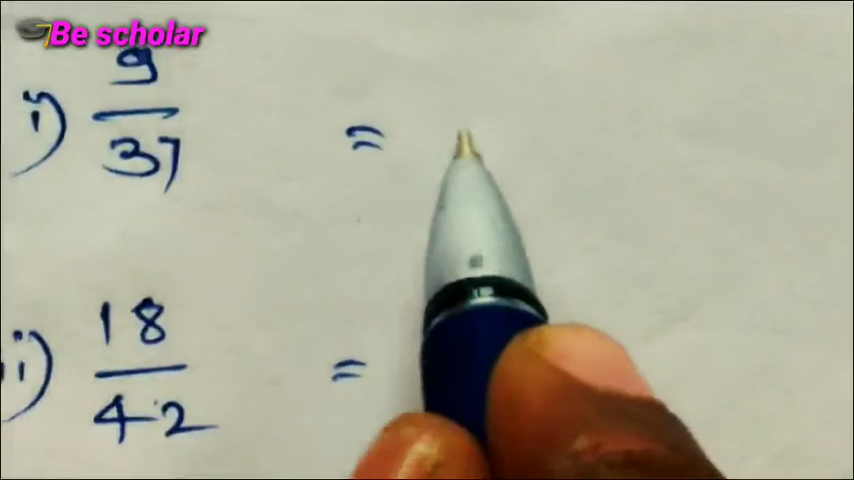 Be scholar
i) 9/37 =
ii) 18/42 =